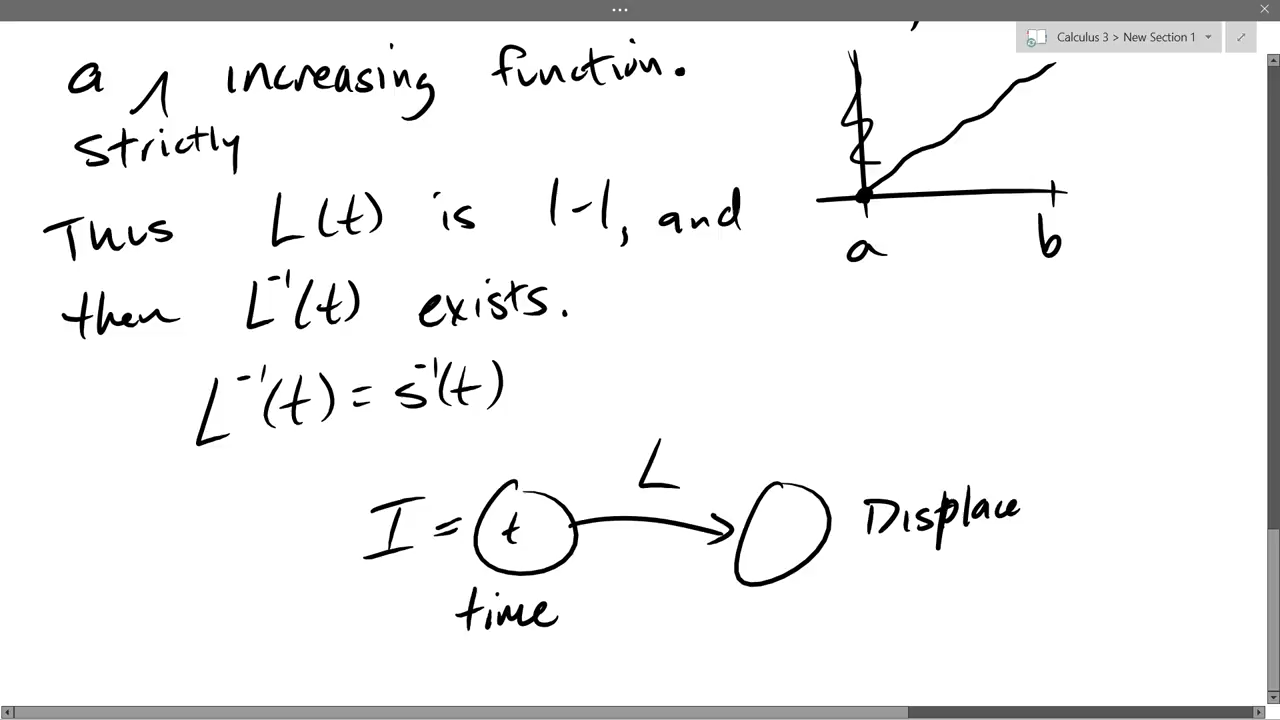 Calculus 3 > New Section 1
a increasing function.
strictly
Thus L(t) is 1-1, and
then L⁻¹(t) exists.
L⁻¹(t) = s⁻¹(t)
a b
L
I = t Displace
time